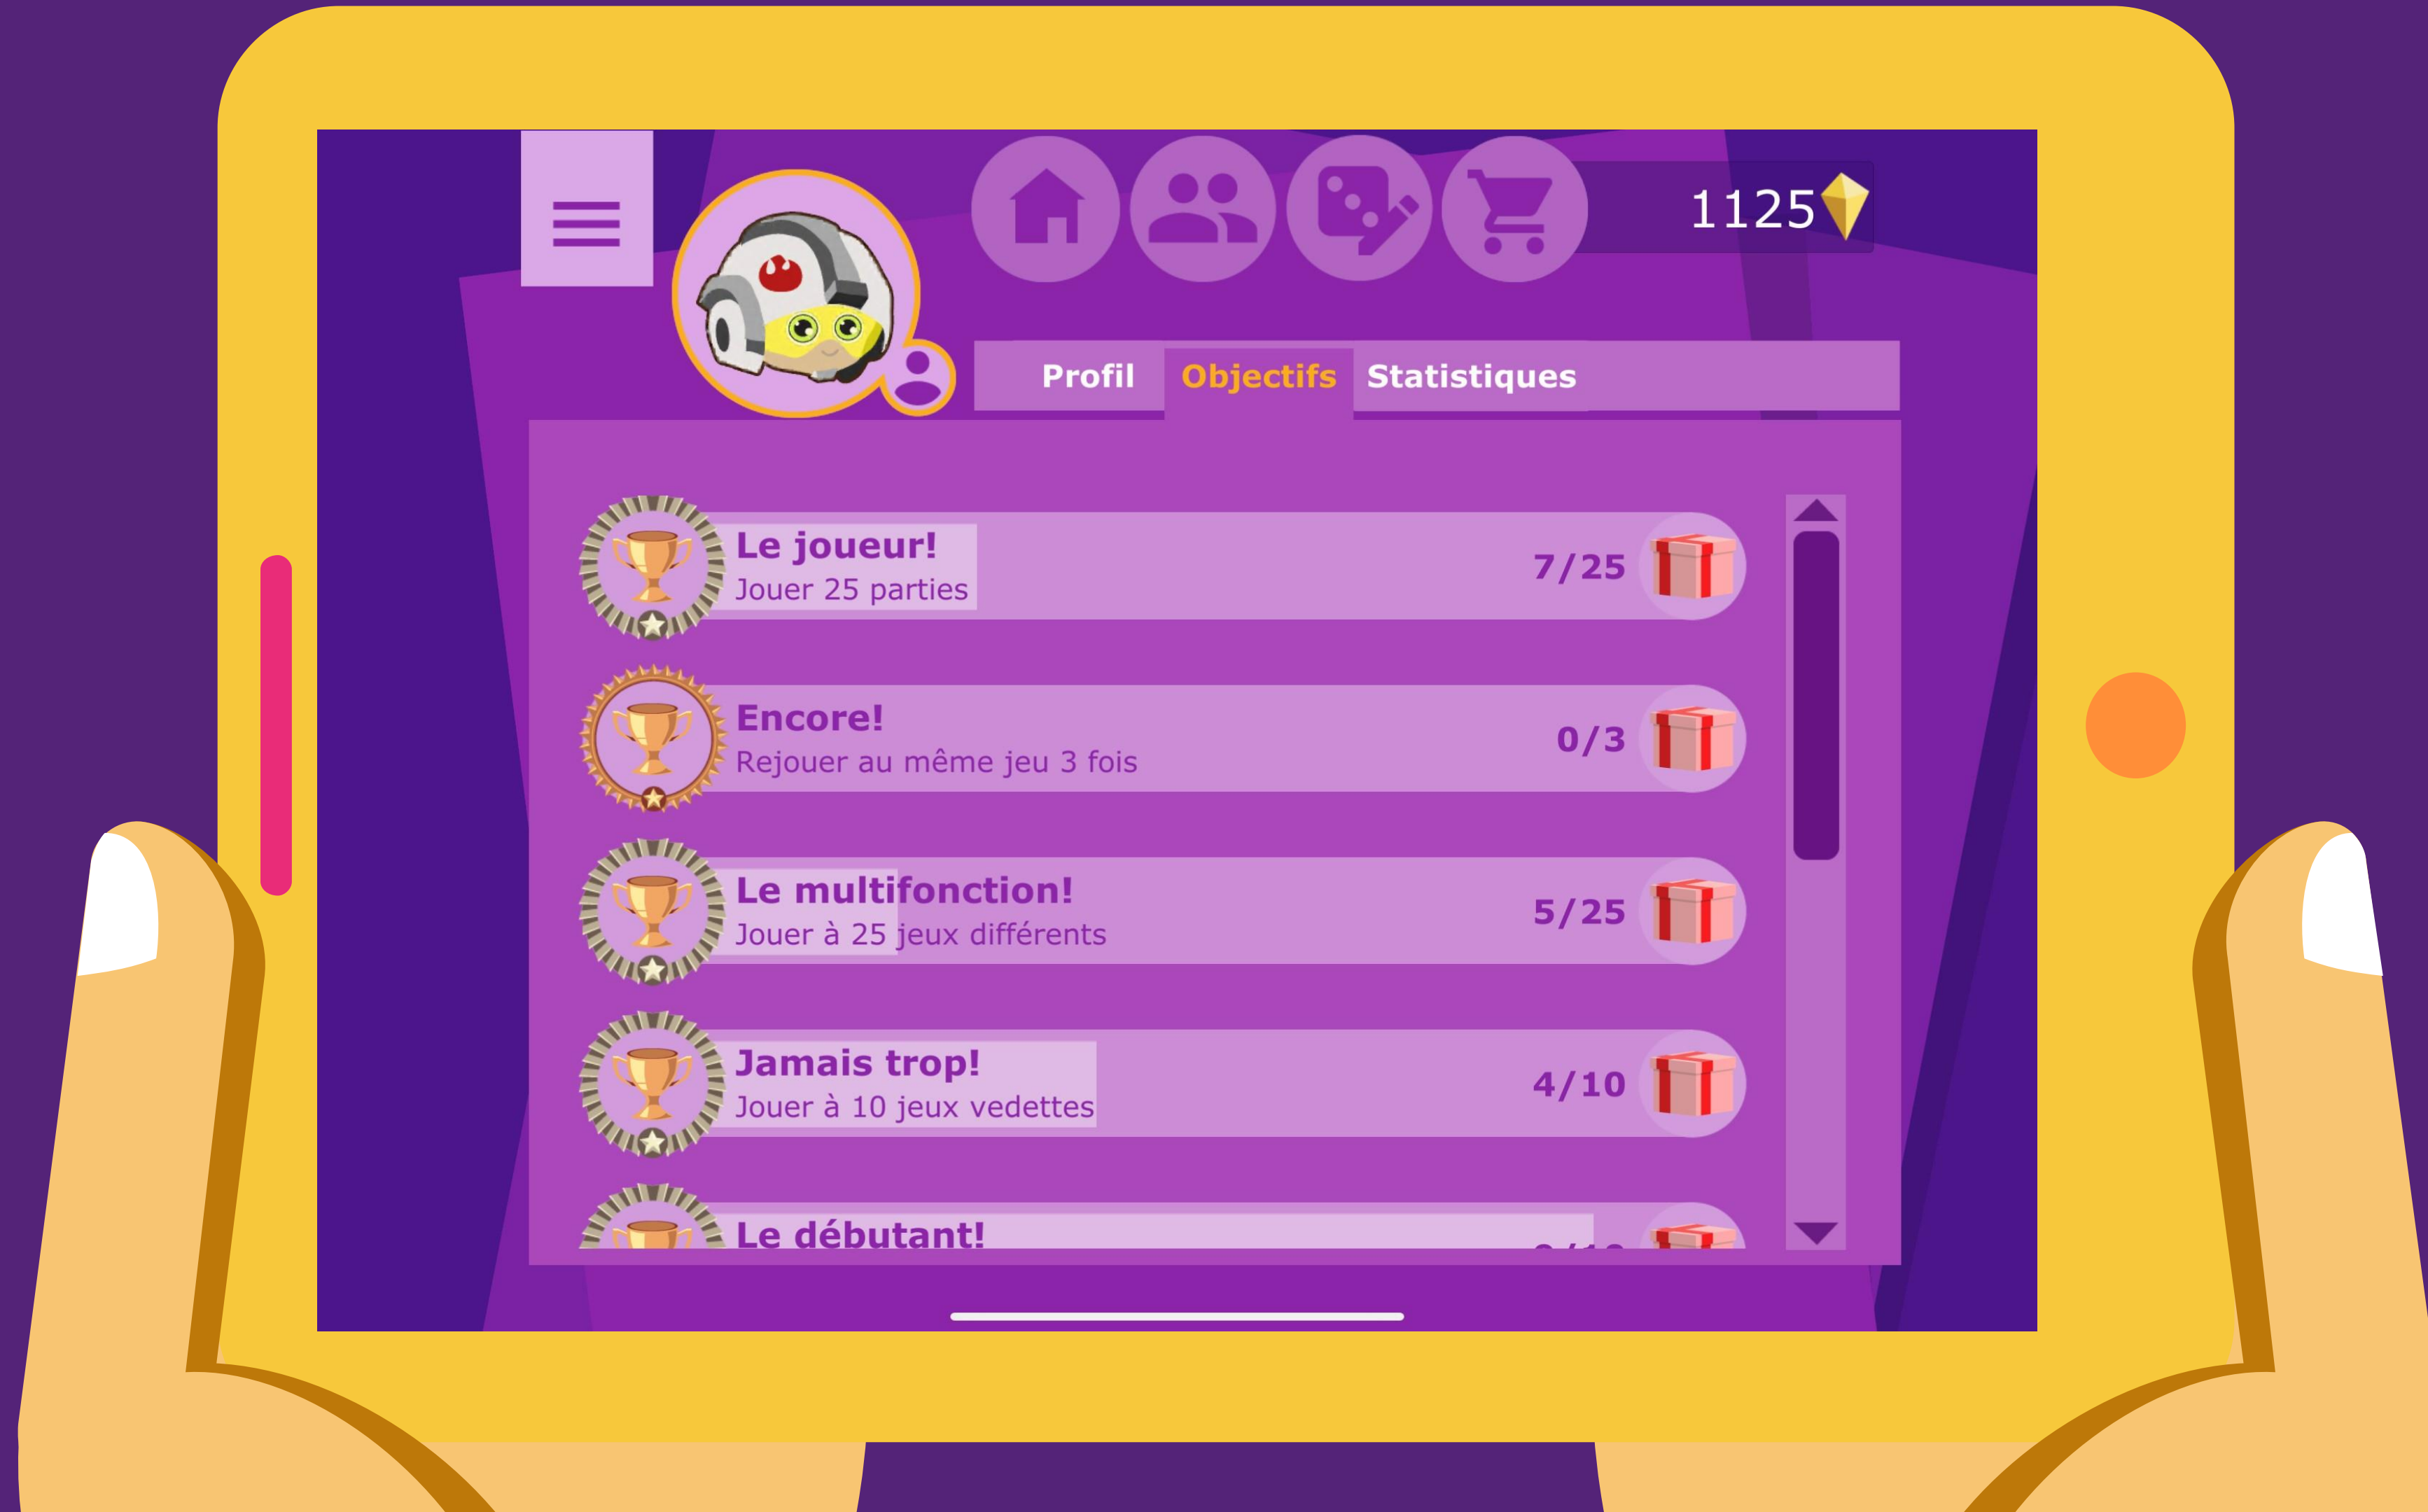 1125
Profil Objectifs Statistiques
Le joueur!
Jouer 25 parties
7/25
Encore!
Rejouer au même jeu 3 fois
0/3
Le multifonction!
Jouer à 25 jeux différents
5/25
Jamais trop!
Jouer à 10 jeux vedettes
4/10
Le débutant!